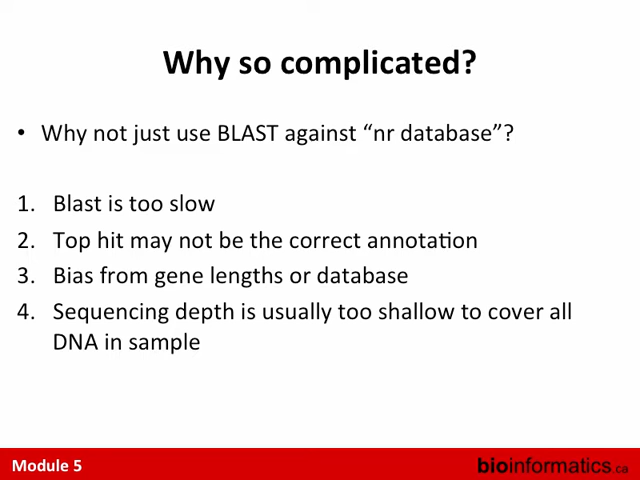 Why so complicated?
• Why not just use BLAST against “nr database”?
1. Blast is too slow
2. Top hit may not be the correct annotation
3. Bias from gene lengths or database
4. Sequencing depth is usually too shallow to cover all
DNA in sample
Module 5
bioinformatics.ca